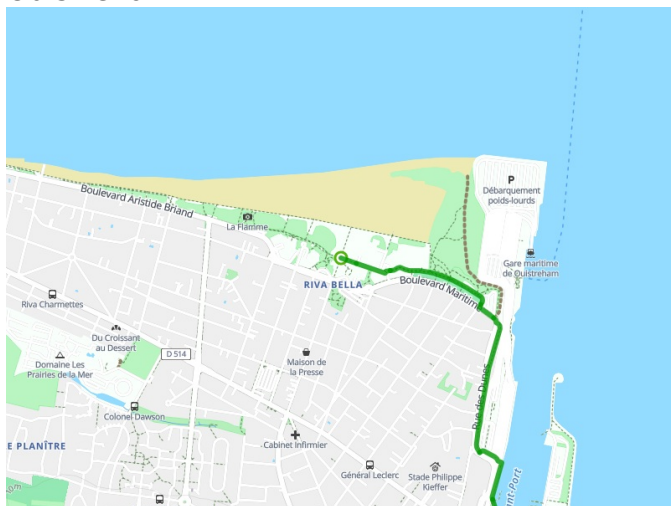 P
Débarquement
poids-lourds
Boulevard Aristide Briand
La Flamme
Gare maritime
de Ouistreham
RIVA BELLA
Boulevard Maritime
Riva Charmettes
Du Croissant
au Dessert
D 514
Maison de
la Presse
Domaine Les
Prairies de la Mer
Rue des Dunes
Colonel Dawson
E PLANÎTRE
Cabinet Infirmier
Général Leclerc
Stade Philippe
Kieffer
ant-Port